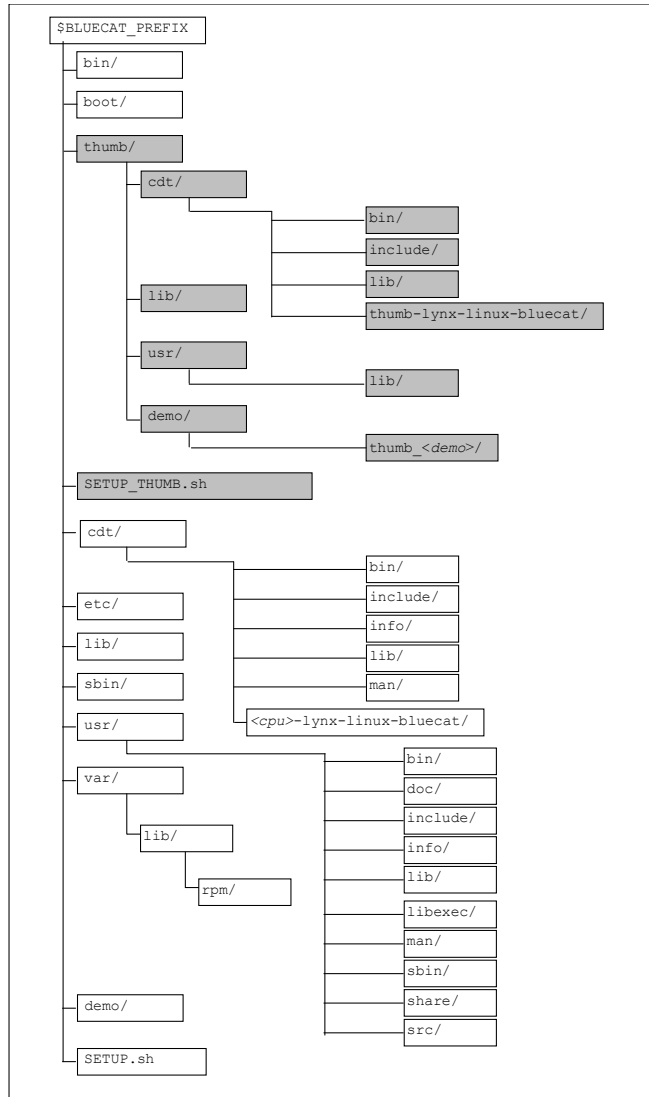 $BLUECAT_PREFIX
bin/
boot/
thumb/
cdt/
bin/
include/
lib/
thumb-lynx-linux-bluecat/
lib/
usr/
lib/
demo/
thumb_<demo>/
SETUP_THUMB.sh
cdt/
bin/
include/
info/
lib/
man/
<cpu>-lynx-linux-bluecat/
etc/
lib/
sbin/
usr/
bin/
doc/
include/
info/
lib/
libexec/
man/
sbin/
share/
src/
var/
lib/
rpm/
demo/
SETUP.sh